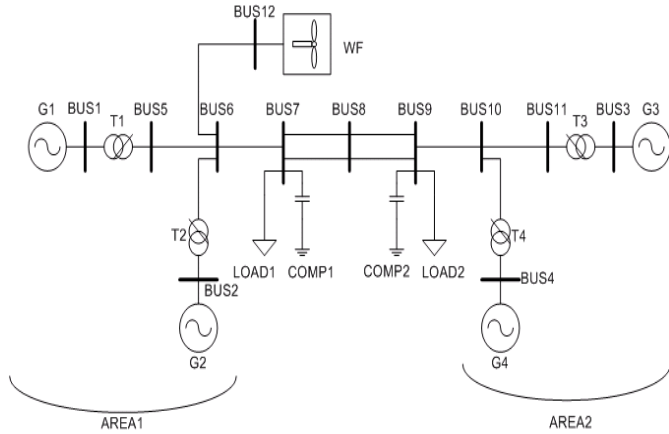 BUS12
WF
G1
BUS1
T1
BUS5
BUS6
BUS7
BUS8
BUS9
BUS10
BUS11
T3
BUS3
G3
T2
T4
LOAD1
COMP1
COMP2
LOAD2
BUS2
BUS4
G2
G4
AREA1
AREA2